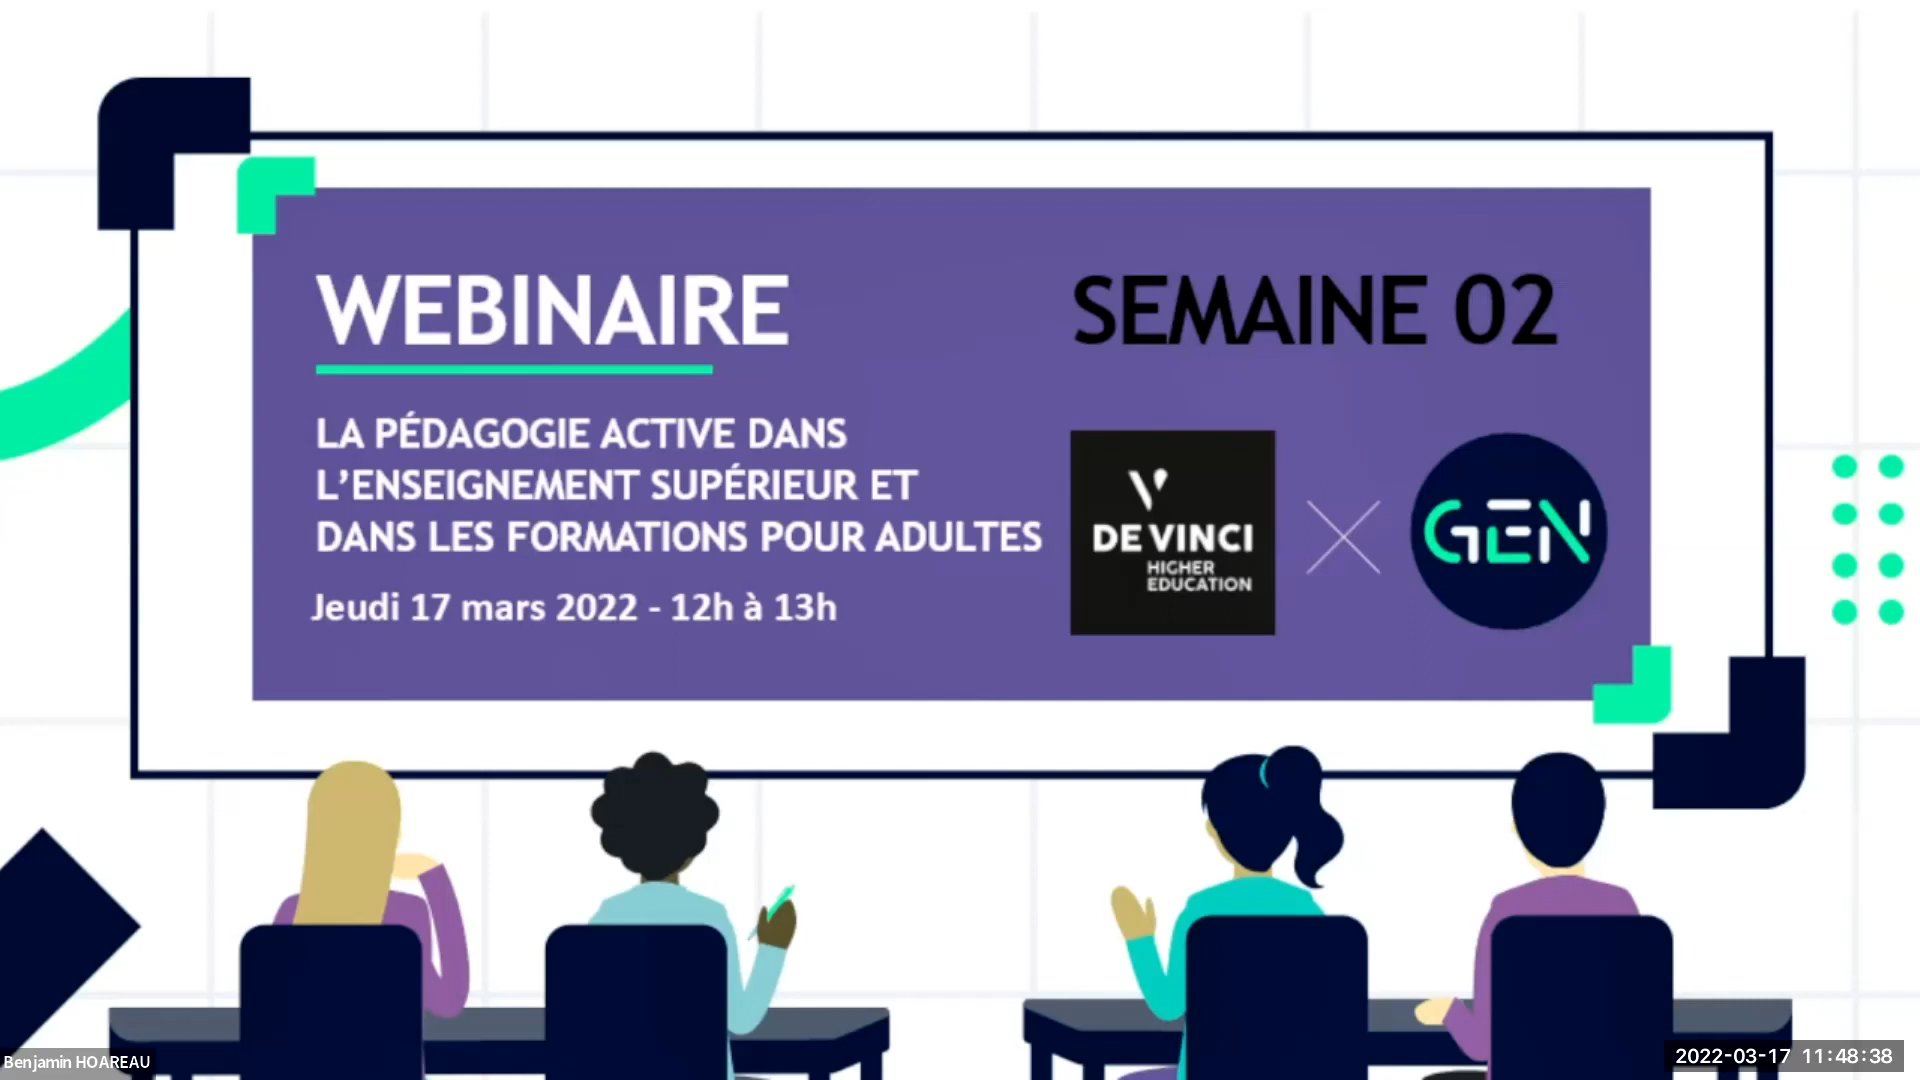 WEBINAIRE
SEMAINE 02
LA PÉDAGOGIE ACTIVE DANS
L’ENSEIGNEMENT SUPÉRIEUR ET
DANS LES FORMATIONS POUR ADULTES
Jeudi 17 mars 2022 - 12h à 13h
DE VINCI
HIGHER
EDUCATION
GEN
Benjamin HOAREAU
2022-03-17 11:48:38